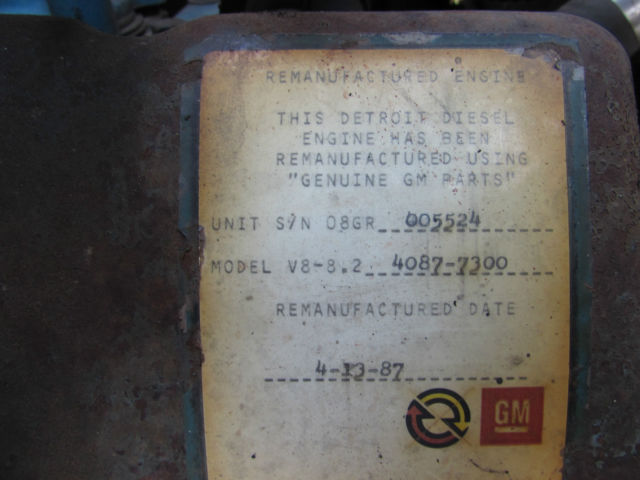 REMANUFACTURED ENGINE
THIS DETROIT DIESEL
ENGINE HAS BEEN
REMANUFACTURED USING
"GENUINE GM PARTS"
UNIT S/N 08GR 005524
MODEL V8-8.2 4087-7300
REMANUFACTURED DATE
4-13-87
GM